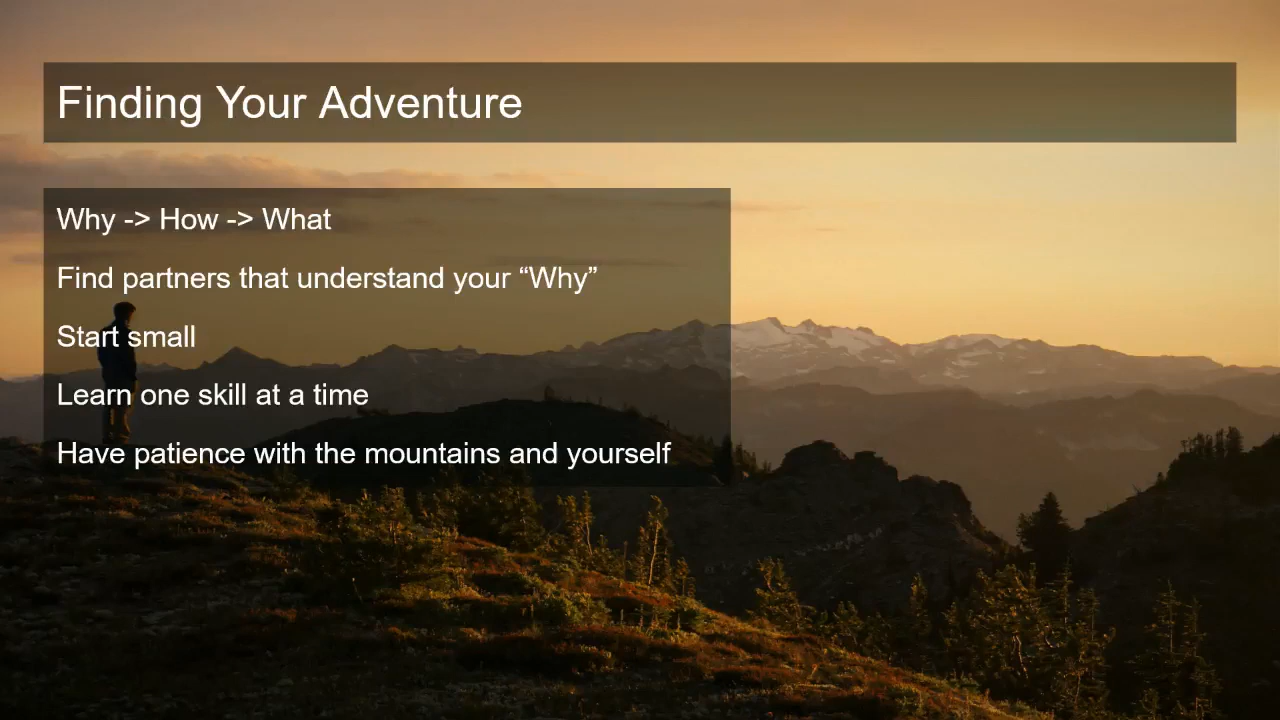 Finding Your Adventure
Why -> How -> What
Find partners that understand your “Why”
Start small
Learn one skill at a time
Have patience with the mountains and yourself